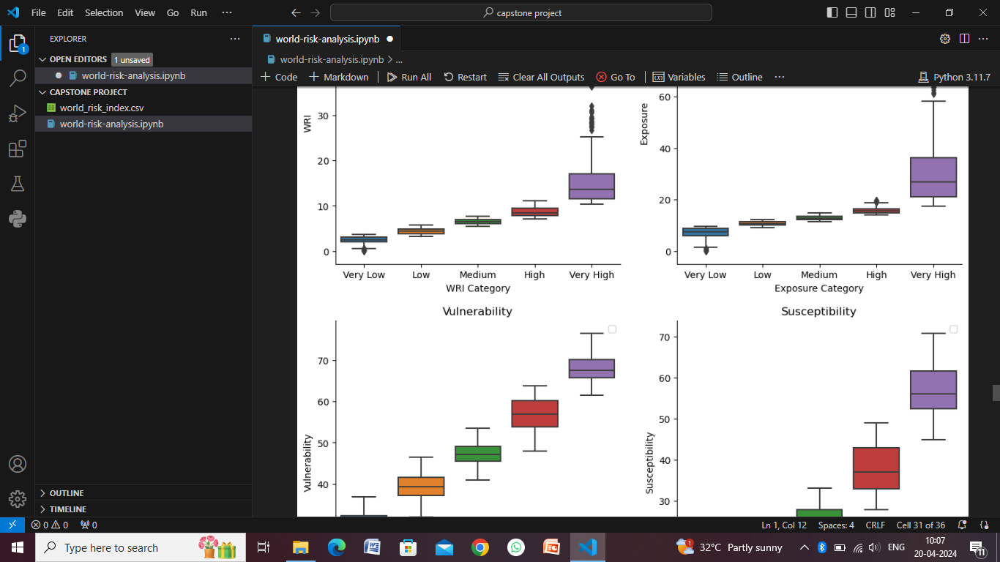 File Edit Selection View Go Run ···
capstone project
EXPLORER ···
OPEN EDITORS 1 unsaved
world-risk-analysis.ipynb
CAPSTONE PROJECT
world_risk_index.csv
world-risk-analysis.ipynb
OUTLINE
TIMELINE
1
world-risk-analysis.ipynb
···
world-risk-analysis.ipynb > ...
+ Code + Markdown Run All Restart Clear All Outputs Go To Variables Outline ··· Python 3.11.7
WRI
30
20
10
0
Very Low Low Medium High Very High
WRI Category
Exposure
60
40
20
0
Very Low Low Medium High Very High
Exposure Category
Vulnerability
Vulnerability
70
60
50
40
Susceptibility
Susceptibility
70
60
50
40
30
0 0 0 Ln 1, Col 12 Spaces: 4 CRLF Cell 31 of 36
Type here to search
1 32°C Partly sunny ENG 10:07
20-04-2024
11